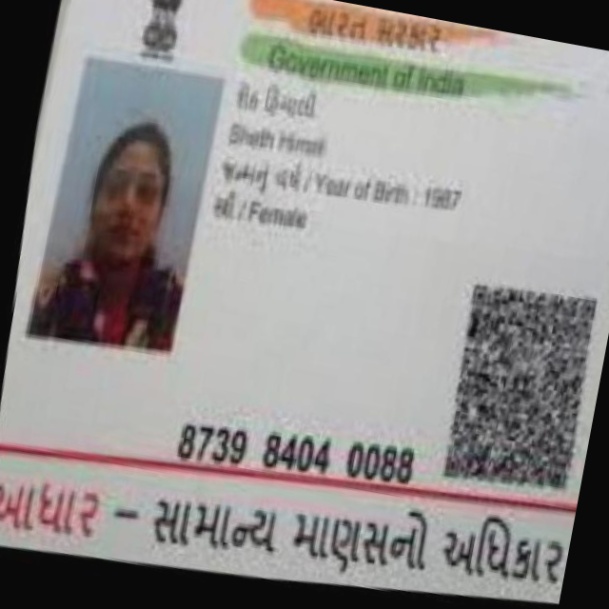 ભારત સરકાર
Government of India
શેઠ હિમાલી
Sheth Himali
જન્મનું વર્ષ / Year of Birth : 1987
સ્ત્રી / Female
8739 8404 0088
આધાર – સામાન્ય માણસનો અધિકાર